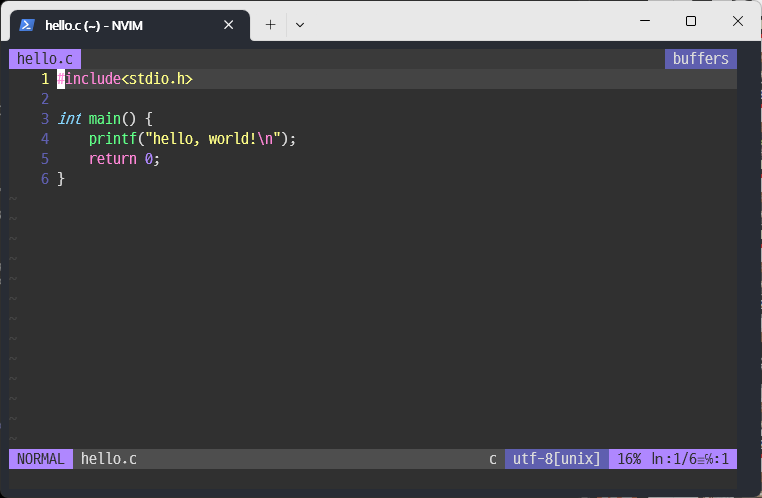 hello.c (~) - NVIM
hello.c buffers
1 #include<stdio.h>
2
3 int main() {
4     printf("hello, world!\n");
5     return 0;
6 }
~
~
~
~
~
~
~
~
~
~
~
~
~
NORMAL hello.c c utf-8[unix] 16% ln:1/6≡℅:1